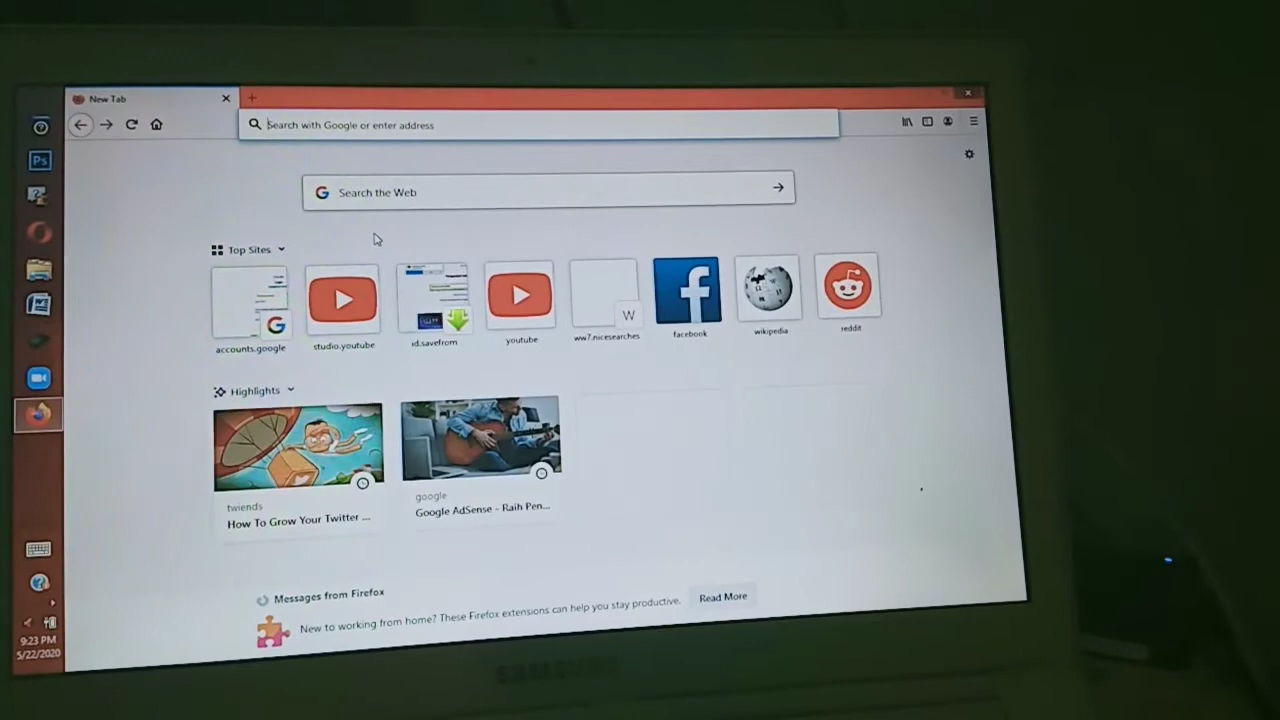 New Tab
Search with Google or enter address
Ps
Search the Web
Top Sites
accounts.google
studio.youtube
id.savefrom
youtube
W
ww7.nicesearches
facebook
wikipedia
reddit
Highlights
twiends
How To Grow Your Twitter ...
google
Google AdSense - Raih Pen...
Messages from Firefox
New to working from home? These Firefox extensions can help you stay productive.
Read More
9:23 PM
5/22/2020
SAMSUNG